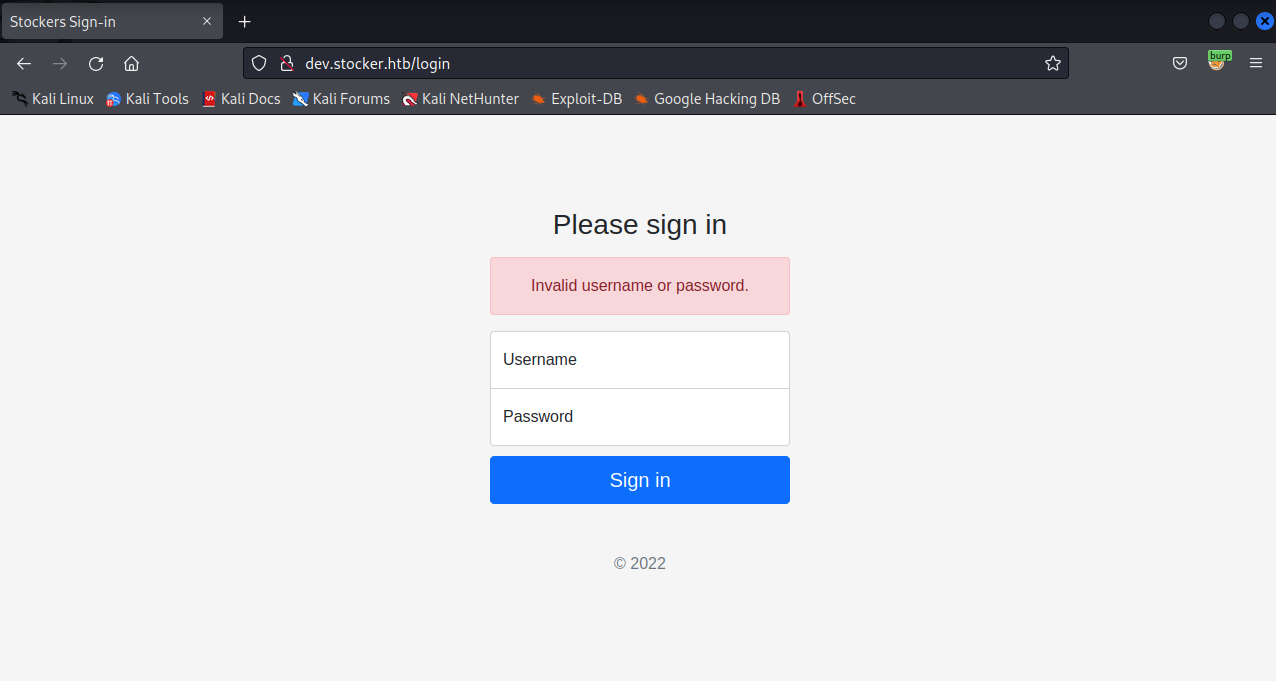 Stockers Sign-in
burp
dev.stocker.htb/login
Kali Linux Kali Tools Kali Docs Kali Forums Kali NetHunter Exploit-DB Google Hacking DB OffSec
Please sign in
Invalid username or password.
Username
Password
Sign in
© 2022